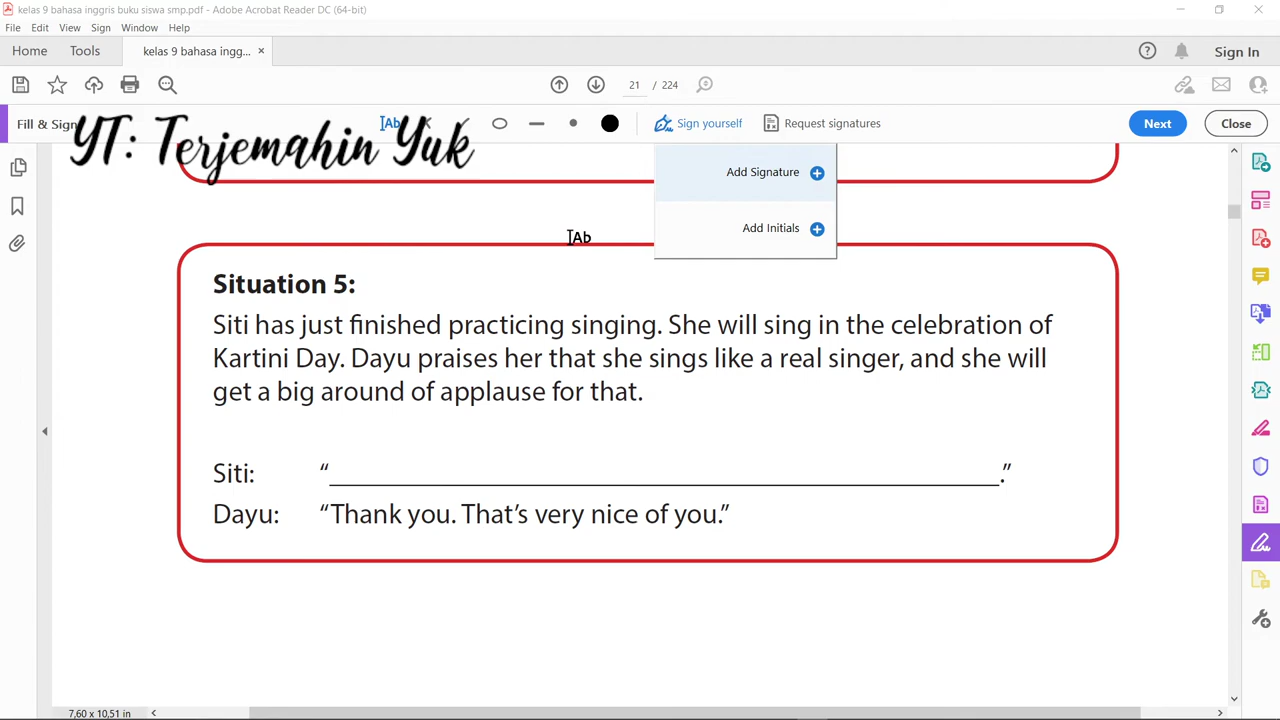 kelas 9 bahasa inggris buku siswa smp.pdf - Adobe Acrobat Reader DC (64-bit)
File Edit View Sign Window Help
Home Tools kelas 9 bahasa ingg... × Sign In
21 / 224
Fill & Sign Ab Sign yourself Request signatures Next Close
YT: Terjemahin Yuk
Add Signature
Add Initials
Ab
Situation 5:
Siti has just finished practicing singing. She will sing in the celebration of
Kartini Day. Dayu praises her that she sings like a real singer, and she will
get a big around of applause for that.
Siti: “________________________________________________.”
Dayu: “Thank you. That’s very nice of you.”
7,60 x 10,51 in